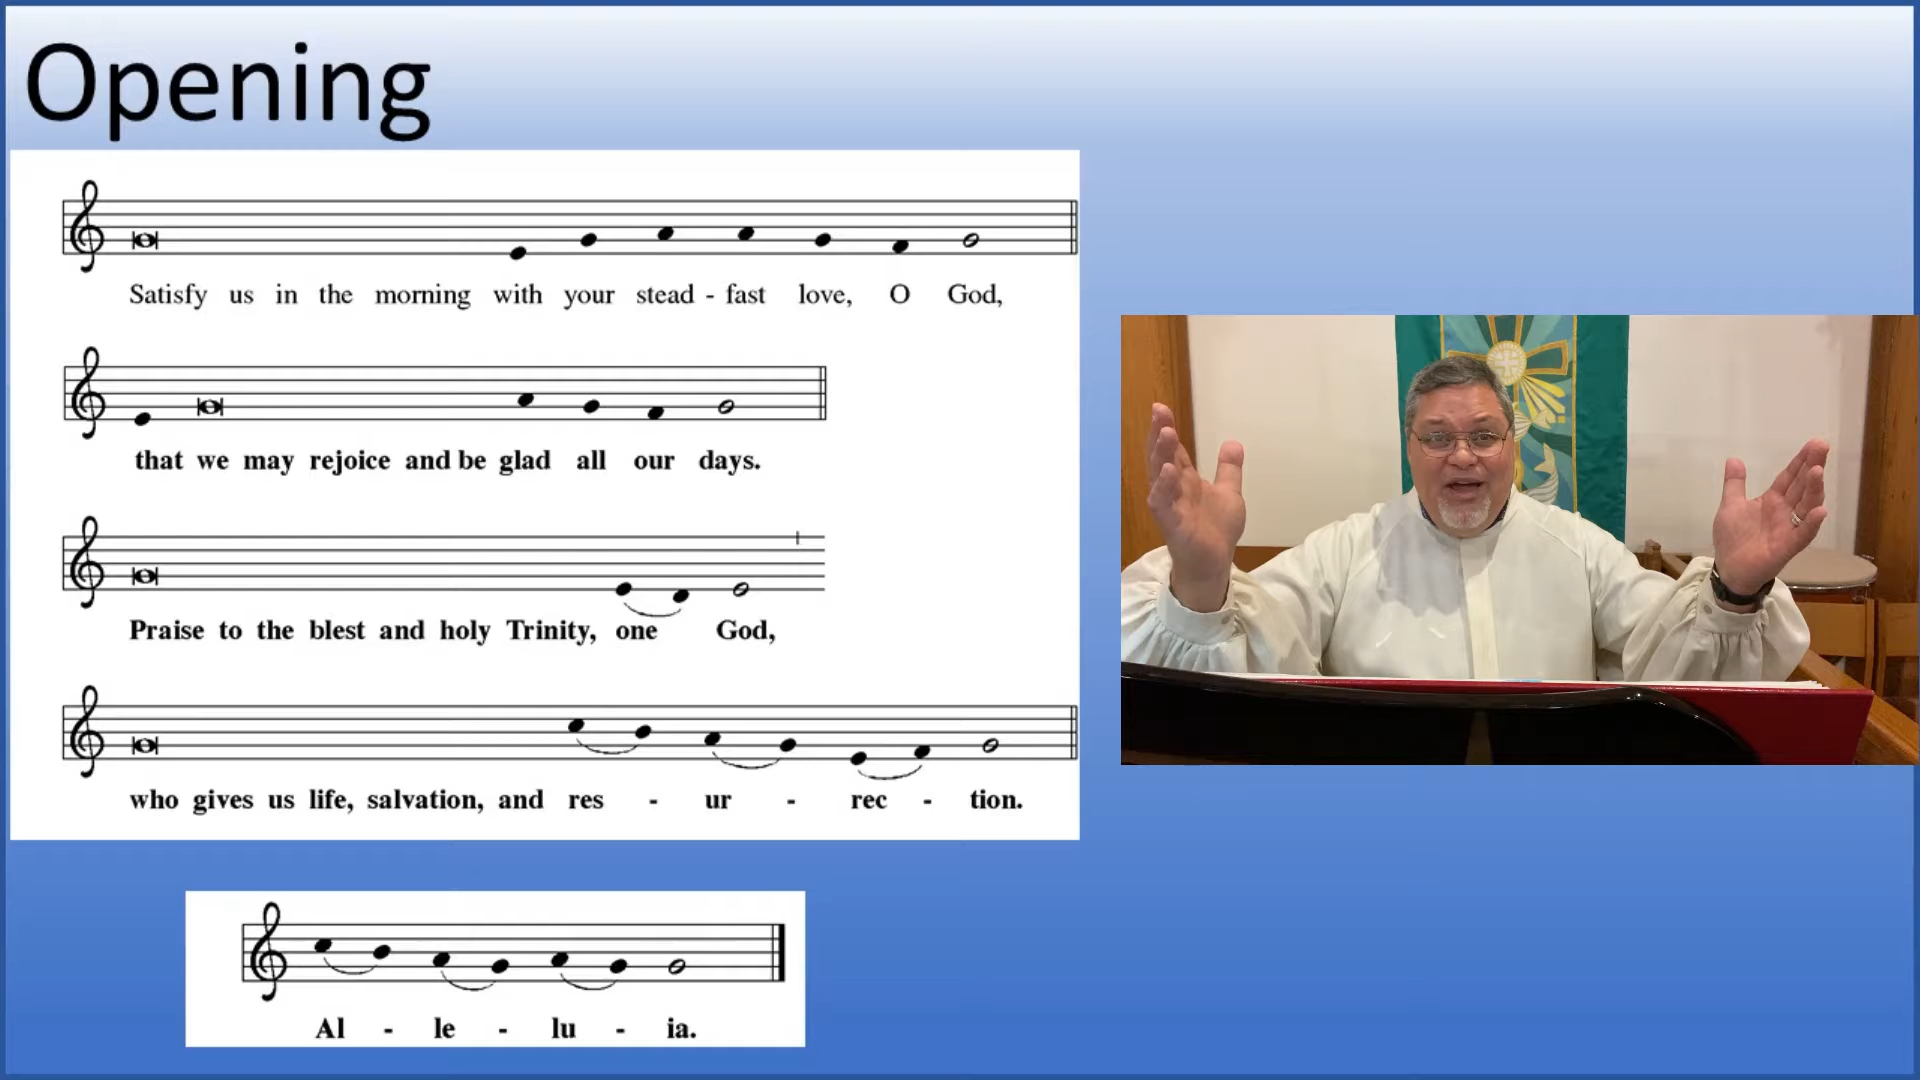 Opening
Satisfy us in the morning with your stead - fast love, O God,
that we may rejoice and be glad all our days.
Praise to the blest and holy Trinity, one God,
who gives us life, salvation, and res - ur - rec - tion.
Al - le - lu - ia.